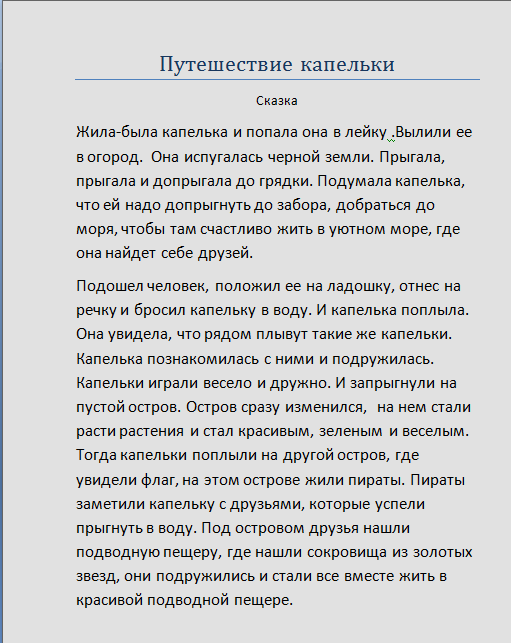 Путешествие капельки
Сказка
Жила-была капелька и попала она в лейку .Вылили ее
в огород.  Она испугалась черной земли. Прыгала,
прыгала и допрыгала до грядки. Подумала капелька,
что ей надо допрыгнуть до забора, добраться до
моря, чтобы там счастливо жить в уютном море, где
она найдет себе друзей.
Подошел человек, положил ее на ладошку, отнес на
речку и бросил капельку в воду. И капелька поплыла.
Она увидела, что рядом плывут такие же капельки.
Капелька познакомилась с ними и подружилась.
Капельки играли весело и дружно. И запрыгнули на
пустой остров. Остров сразу изменился,  на нем стали
расти растения и стал красивым, зеленым и веселым.
Тогда капельки поплыли на другой остров, где
увидели флаг, на этом острове жили пираты. Пираты
заметили капельку с друзьями, которые успели
прыгнуть в воду. Под островом друзья нашли
подводную пещеру, где нашли сокровища из золотых
звезд, они подружились и стали все вместе жить в
красивой подводной пещере.